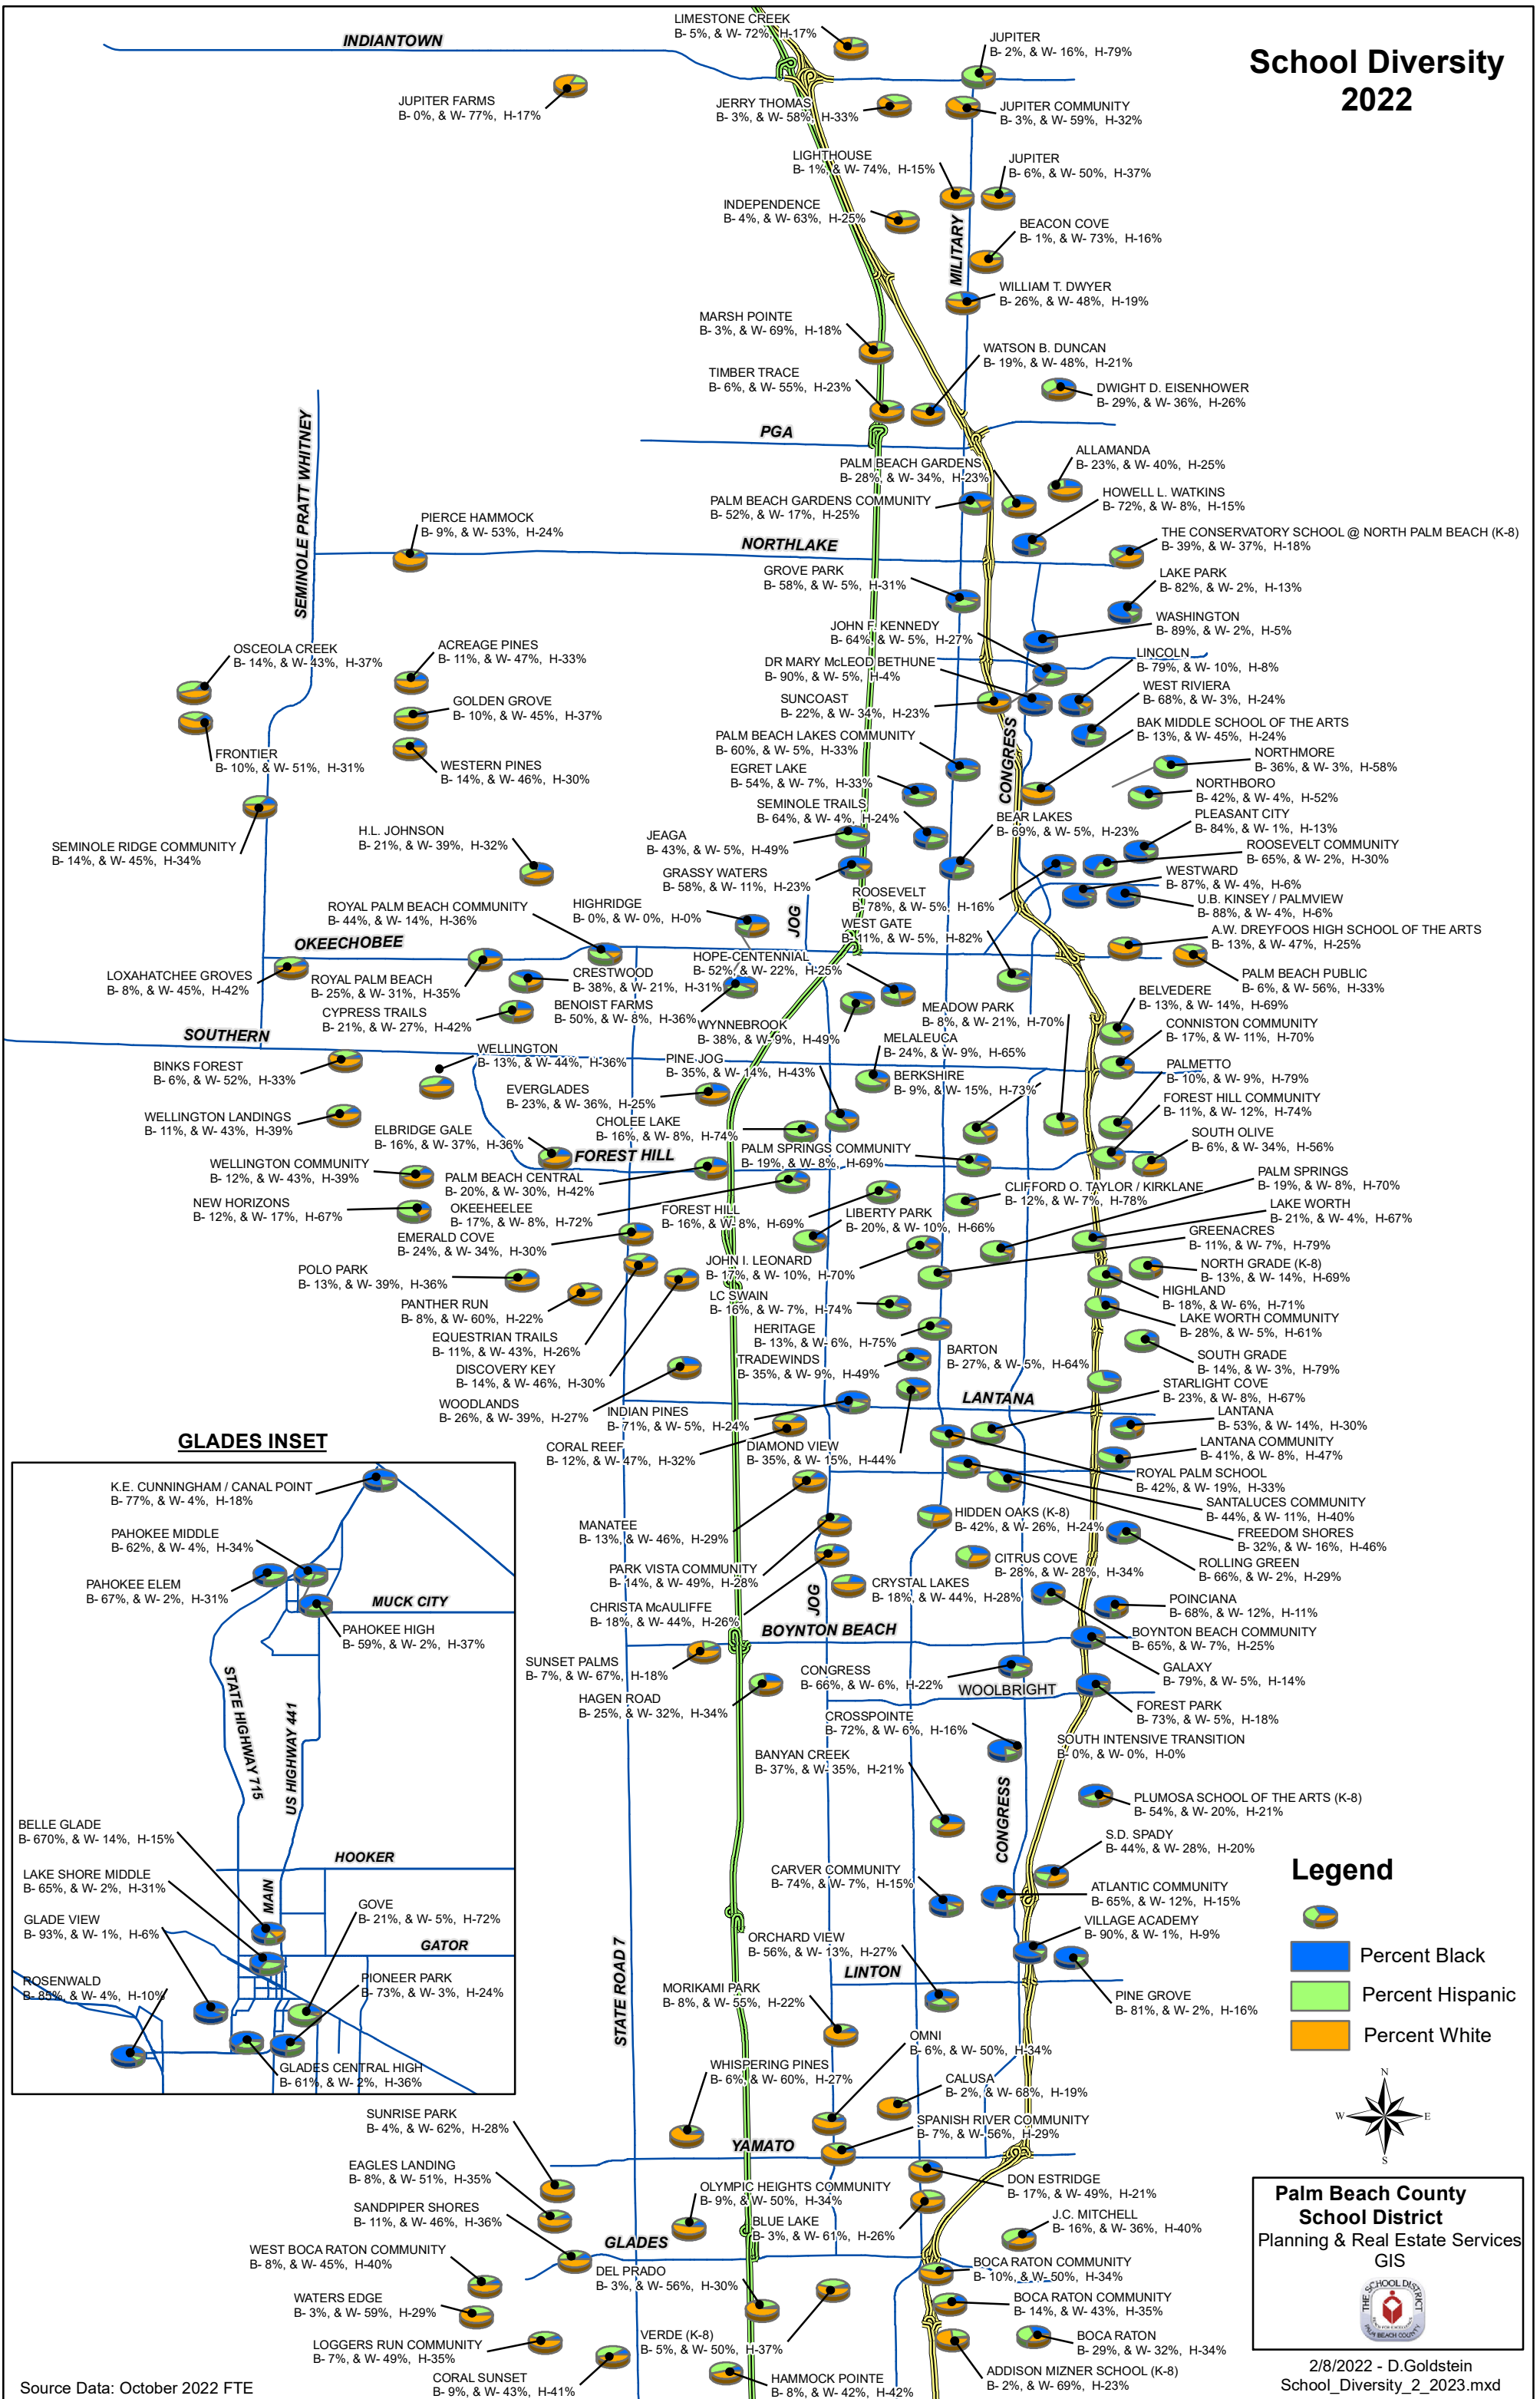 School Diversity
2022
INDIANTOWN
LIMESTONE CREEK
B- 5%, & W- 72%, H-17%
JUPITER
B- 2%, & W- 16%, H-79%
JUPITER FARMS
B- 0%, & W- 77%, H-17%
JERRY THOMAS
B- 3%, & W- 58%, H-33%
JUPITER COMMUNITY
B- 3%, & W- 59%, H-32%
LIGHTHOUSE
B- 1%, & W- 74%, H-15%
JUPITER
B- 6%, & W- 50%, H-37%
INDEPENDENCE
B- 4%, & W- 63%, H-25%
MILITARY
BEACON COVE
B- 1%, & W- 73%, H-16%
WILLIAM T. DWYER
B- 26%, & W- 48%, H-19%
MARSH POINTE
B- 3%, & W- 69%, H-18%
WATSON B. DUNCAN
B- 19%, & W- 48%, H-21%
TIMBER TRACE
B- 6%, & W- 55%, H-23%
DWIGHT D. EISENHOWER
B- 29%, & W- 36%, H-26%
PGA
SEMINOLE PRATT WHITNEY
ALLAMANDA
B- 23%, & W- 40%, H-25%
PALM BEACH GARDENS
B- 28%, & W- 34%, H-23%
HOWELL L. WATKINS
B- 72%, & W- 8%, H-15%
PALM BEACH GARDENS COMMUNITY
B- 52%, & W- 17%, H-25%
PIERCE HAMMOCK
B- 9%, & W- 53%, H-24%
THE CONSERVATORY SCHOOL @ NORTH PALM BEACH (K-8)
B- 39%, & W- 37%, H-18%
NORTHLAKE
GROVE PARK
B- 58%, & W- 5%, H-31%
LAKE PARK
B- 82%, & W- 2%, H-13%
WASHINGTON
B- 89%, & W- 2%, H-5%
JOHN F. KENNEDY
B- 64%, & W- 5%, H-27%
OSCEOLA CREEK
B- 14%, & W- 43%, H-37%
ACREAGE PINES
B- 11%, & W- 47%, H-33%
DR MARY McLEOD BETHUNE
B- 90%, & W- 5%, H-4%
LINCOLN
B- 79%, & W- 10%, H-8%
GOLDEN GROVE
B- 10%, & W- 45%, H-37%
SUNCOAST
B- 22%, & W- 34%, H-23%
WEST RIVIERA
B- 68%, & W- 3%, H-24%
BAK MIDDLE SCHOOL OF THE ARTS
B- 13%, & W- 45%, H-24%
PALM BEACH LAKES COMMUNITY
B- 60%, & W- 5%, H-33%
FRONTIER
B- 10%, & W- 51%, H-31%
WESTERN PINES
B- 14%, & W- 46%, H-30%
CONGRESS
NORTHMORE
B- 36%, & W- 3%, H-58%
EGRET LAKE
B- 54%, & W- 7%, H-33%
NORTHBORO
B- 42%, & W- 4%, H-52%
SEMINOLE TRAILS
B- 64%, & W- 4%, H-24%
BEAR LAKES
B- 69%, & W- 5%, H-23%
PLEASANT CITY
B- 84%, & W- 1%, H-13%
SEMINOLE RIDGE COMMUNITY
B- 14%, & W- 45%, H-34%
H.L. JOHNSON
B- 21%, & W- 39%, H-32%
JEAGA
B- 43%, & W- 5%, H-49%
ROOSEVELT COMMUNITY
B- 65%, & W- 2%, H-30%
GRASSY WATERS
B- 58%, & W- 11%, H-23%
WESTWARD
B- 87%, & W- 4%, H-6%
ROOSEVELT
B- 78%, & W- 5%, H-16%
U.B. KINSEY / PALMVIEW
B- 88%, & W- 4%, H-6%
ROYAL PALM BEACH COMMUNITY
B- 44%, & W- 14%, H-36%
HIGHRIDGE
B- 0%, & W- 0%, H-0%
JOG
WEST GATE
B- 11%, & W- 5%, H-82%
A.W. DREYFOOS HIGH SCHOOL OF THE ARTS
B- 13%, & W- 47%, H-25%
OKEECHOBEE
HOPE-CENTENNIAL
B- 52%, & W- 22%, H-25%
LOXAHATCHEE GROVES
B- 8%, & W- 45%, H-42%
ROYAL PALM BEACH
B- 25%, & W- 31%, H-35%
CRESTWOOD
B- 38%, & W- 21%, H-31%
PALM BEACH PUBLIC
B- 6%, & W- 56%, H-33%
BELVEDERE
B- 13%, & W- 14%, H-69%
CYPRESS TRAILS
B- 21%, & W- 27%, H-42%
BENOIST FARMS
B- 50%, & W- 8%, H-36%
MEADOW PARK
B- 8%, & W- 21%, H-70%
WYNNEBROOK
B- 38%, & W- 9%, H-49%
CONNISTON COMMUNITY
B- 17%, & W- 11%, H-70%
SOUTHERN
MELALEUCA
B- 24%, & W- 9%, H-65%
WELLINGTON
B- 13%, & W- 44%, H-36%
BINKS FOREST
B- 6%, & W- 52%, H-33%
PINE JOG
B- 35%, & W- 14%, H-43%
BERKSHIRE
B- 9%, & W- 15%, H-73%
PALMETTO
B- 10%, & W- 9%, H-79%
EVERGLADES
B- 23%, & W- 36%, H-25%
FOREST HILL COMMUNITY
B- 11%, & W- 12%, H-74%
WELLINGTON LANDINGS
B- 11%, & W- 43%, H-39%
ELBRIDGE GALE
B- 16%, & W- 37%, H-36%
CHOLEE LAKE
B- 16%, & W- 8%, H-74%
SOUTH OLIVE
B- 6%, & W- 34%, H-56%
FOREST HILL
PALM SPRINGS COMMUNITY
B- 19%, & W- 8%, H-69%
WELLINGTON COMMUNITY
B- 12%, & W- 43%, H-39%
PALM BEACH CENTRAL
B- 20%, & W- 30%, H-42%
PALM SPRINGS
B- 19%, & W- 8%, H-70%
CLIFFORD O. TAYLOR / KIRKLANE
B- 12%, & W- 7%, H-78%
NEW HORIZONS
B- 12%, & W- 17%, H-67%
OKEEHEELEE
B- 17%, & W- 8%, H-72%
FOREST HILL
B- 16%, & W- 8%, H-69%
LIBERTY PARK
B- 20%, & W- 10%, H-66%
LAKE WORTH
B- 21%, & W- 4%, H-67%
EMERALD COVE
B- 24%, & W- 34%, H-30%
GREENACRES
B- 11%, & W- 7%, H-79%
JOHN I. LEONARD
B- 17%, & W- 10%, H-70%
NORTH GRADE (K-8)
B- 13%, & W- 14%, H-69%
POLO PARK
B- 13%, & W- 39%, H-36%
HIGHLAND
B- 18%, & W- 6%, H-71%
LC SWAIN
B- 16%, & W- 7%, H-74%
PANTHER RUN
B- 8%, & W- 60%, H-22%
LAKE WORTH COMMUNITY
B- 28%, & W- 5%, H-61%
HERITAGE
B- 13%, & W- 6%, H-75%
EQUESTRIAN TRAILS
B- 11%, & W- 43%, H-26%
BARTON
B- 27%, & W- 5%, H-64%
SOUTH GRADE
B- 14%, & W- 3%, H-79%
TRADEWINDS
B- 35%, & W- 9%, H-49%
DISCOVERY KEY
B- 14%, & W- 46%, H-30%
STARLIGHT COVE
B- 23%, & W- 8%, H-67%
LANTANA
WOODLANDS
B- 26%, & W- 39%, H-27%
INDIAN PINES
B- 71%, & W- 5%, H-24%
LANTANA
B- 53%, & W- 14%, H-30%
CORAL REEF
B- 12%, & W- 47%, H-32%
DIAMOND VIEW
B- 35%, & W- 15%, H-44%
LANTANA COMMUNITY
B- 41%, & W- 8%, H-47%
ROYAL PALM SCHOOL
B- 42%, & W- 19%, H-33%
SANTALUCES COMMUNITY
B- 44%, & W- 11%, H-40%
MANATEE
B- 13%, & W- 46%, H-29%
HIDDEN OAKS (K-8)
B- 42%, & W- 26%, H-24%
FREEDOM SHORES
B- 32%, & W- 16%, H-46%
CITRUS COVE
B- 28%, & W- 28%, H-34%
ROLLING GREEN
B- 66%, & W- 2%, H-29%
PARK VISTA COMMUNITY
B- 14%, & W- 49%, H-28%
CRYSTAL LAKES
B- 18%, & W- 44%, H-28%
JOG
CHRISTA McAULIFFE
B- 18%, & W- 44%, H-26%
POINCIANA
B- 68%, & W- 12%, H-11%
BOYNTON BEACH
BOYNTON BEACH COMMUNITY
B- 65%, & W- 7%, H-25%
SUNSET PALMS
B- 7%, & W- 67%, H-18%
CONGRESS
B- 66%, & W- 6%, H-22%
GALAXY
B- 79%, & W- 5%, H-14%
HAGEN ROAD
B- 25%, & W- 32%, H-34%
WOOLBRIGHT
FOREST PARK
B- 73%, & W- 5%, H-18%
CROSSPOINTE
B- 72%, & W- 6%, H-16%
SOUTH INTENSIVE TRANSITION
B- 0%, & W- 0%, H-0%
BANYAN CREEK
B- 37%, & W- 35%, H-21%
CONGRESS
PLUMOSA SCHOOL OF THE ARTS (K-8)
B- 54%, & W- 20%, H-21%
S.D. SPADY
B- 44%, & W- 28%, H-20%
CARVER COMMUNITY
B- 74%, & W- 7%, H-15%
ATLANTIC COMMUNITY
B- 65%, & W- 12%, H-15%
VILLAGE ACADEMY
B- 90%, & W- 1%, H-9%
ORCHARD VIEW
B- 56%, & W- 13%, H-27%
LINTON
STATE ROAD 7
MORIKAMI PARK
B- 8%, & W- 55%, H-22%
PINE GROVE
B- 81%, & W- 2%, H-16%
OMNI
B- 6%, & W- 50%, H-34%
WHISPERING PINES
B- 6%, & W- 60%, H-27%
CALUSA
B- 2%, & W- 68%, H-19%
SUNRISE PARK
B- 4%, & W- 62%, H-28%
SPANISH RIVER COMMUNITY
B- 7%, & W- 56%, H-29%
YAMATO
EAGLES LANDING
B- 8%, & W- 51%, H-35%
DON ESTRIDGE
B- 17%, & W- 49%, H-21%
OLYMPIC HEIGHTS COMMUNITY
B- 9%, & W- 50%, H-34%
SANDPIPER SHORES
B- 11%, & W- 46%, H-36%
BLUE LAKE
B- 3%, & W- 61%, H-26%
J.C. MITCHELL
B- 16%, & W- 36%, H-40%
GLADES
WEST BOCA RATON COMMUNITY
B- 8%, & W- 45%, H-40%
DEL PRADO
B- 3%, & W- 56%, H-30%
BOCA RATON COMMUNITY
B- 10%, & W- 50%, H-34%
WATERS EDGE
B- 3%, & W- 59%, H-29%
BOCA RATON COMMUNITY
B- 14%, & W- 43%, H-35%
VERDE (K-8)
B- 5%, & W- 50%, H-37%
BOCA RATON
B- 29%, & W- 32%, H-34%
LOGGERS RUN COMMUNITY
B- 7%, & W- 49%, H-35%
CORAL SUNSET
B- 9%, & W- 43%, H-41%
HAMMOCK POINTE
B- 8%, & W- 42%, H-42%
ADDISON MIZNER SCHOOL (K-8)
B- 2%, & W- 69%, H-23%
GLADES INSET
K.E. CUNNINGHAM / CANAL POINT
B- 77%, & W- 4%, H-18%
PAHOKEE MIDDLE
B- 62%, & W- 4%, H-34%
PAHOKEE ELEM
B- 67%, & W- 2%, H-31%
MUCK CITY
PAHOKEE HIGH
B- 59%, & W- 2%, H-37%
STATE HIGHWAY 715
US HIGHWAY 441
BELLE GLADE
B- 670%, & W- 14%, H-15%
HOOKER
LAKE SHORE MIDDLE
B- 65%, & W- 2%, H-31%
MAIN
GOVE
B- 21%, & W- 5%, H-72%
GLADE VIEW
B- 93%, & W- 1%, H-6%
GATOR
ROSENWALD
B- 85%, & W- 4%, H-10%
PIONEER PARK
B- 73%, & W- 3%, H-24%
GLADES CENTRAL HIGH
B- 61%, & W- 2%, H-36%
Legend
Percent Black
Percent Hispanic
Percent White
N
W
E
S
Palm Beach County
School District
Planning & Real Estate Services
GIS
THE SCHOOL DISTRICT
PALM BEACH COUNTY
2/8/2022 - D.Goldstein
School_Diversity_2_2023.mxd
Source Data: October 2022 FTE